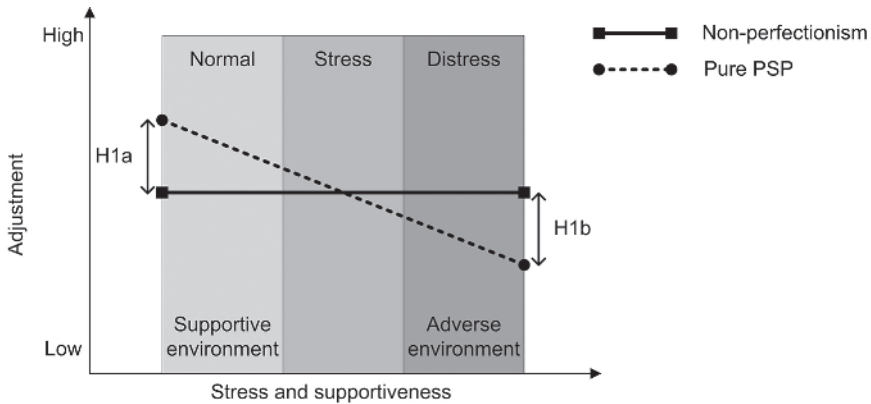 High
Normal
Stress
Distress
Non-perfectionism
Pure PSP
H1a
H1b
Adjustment
Supportive
environment
Adverse
environment
Low
Stress and supportiveness